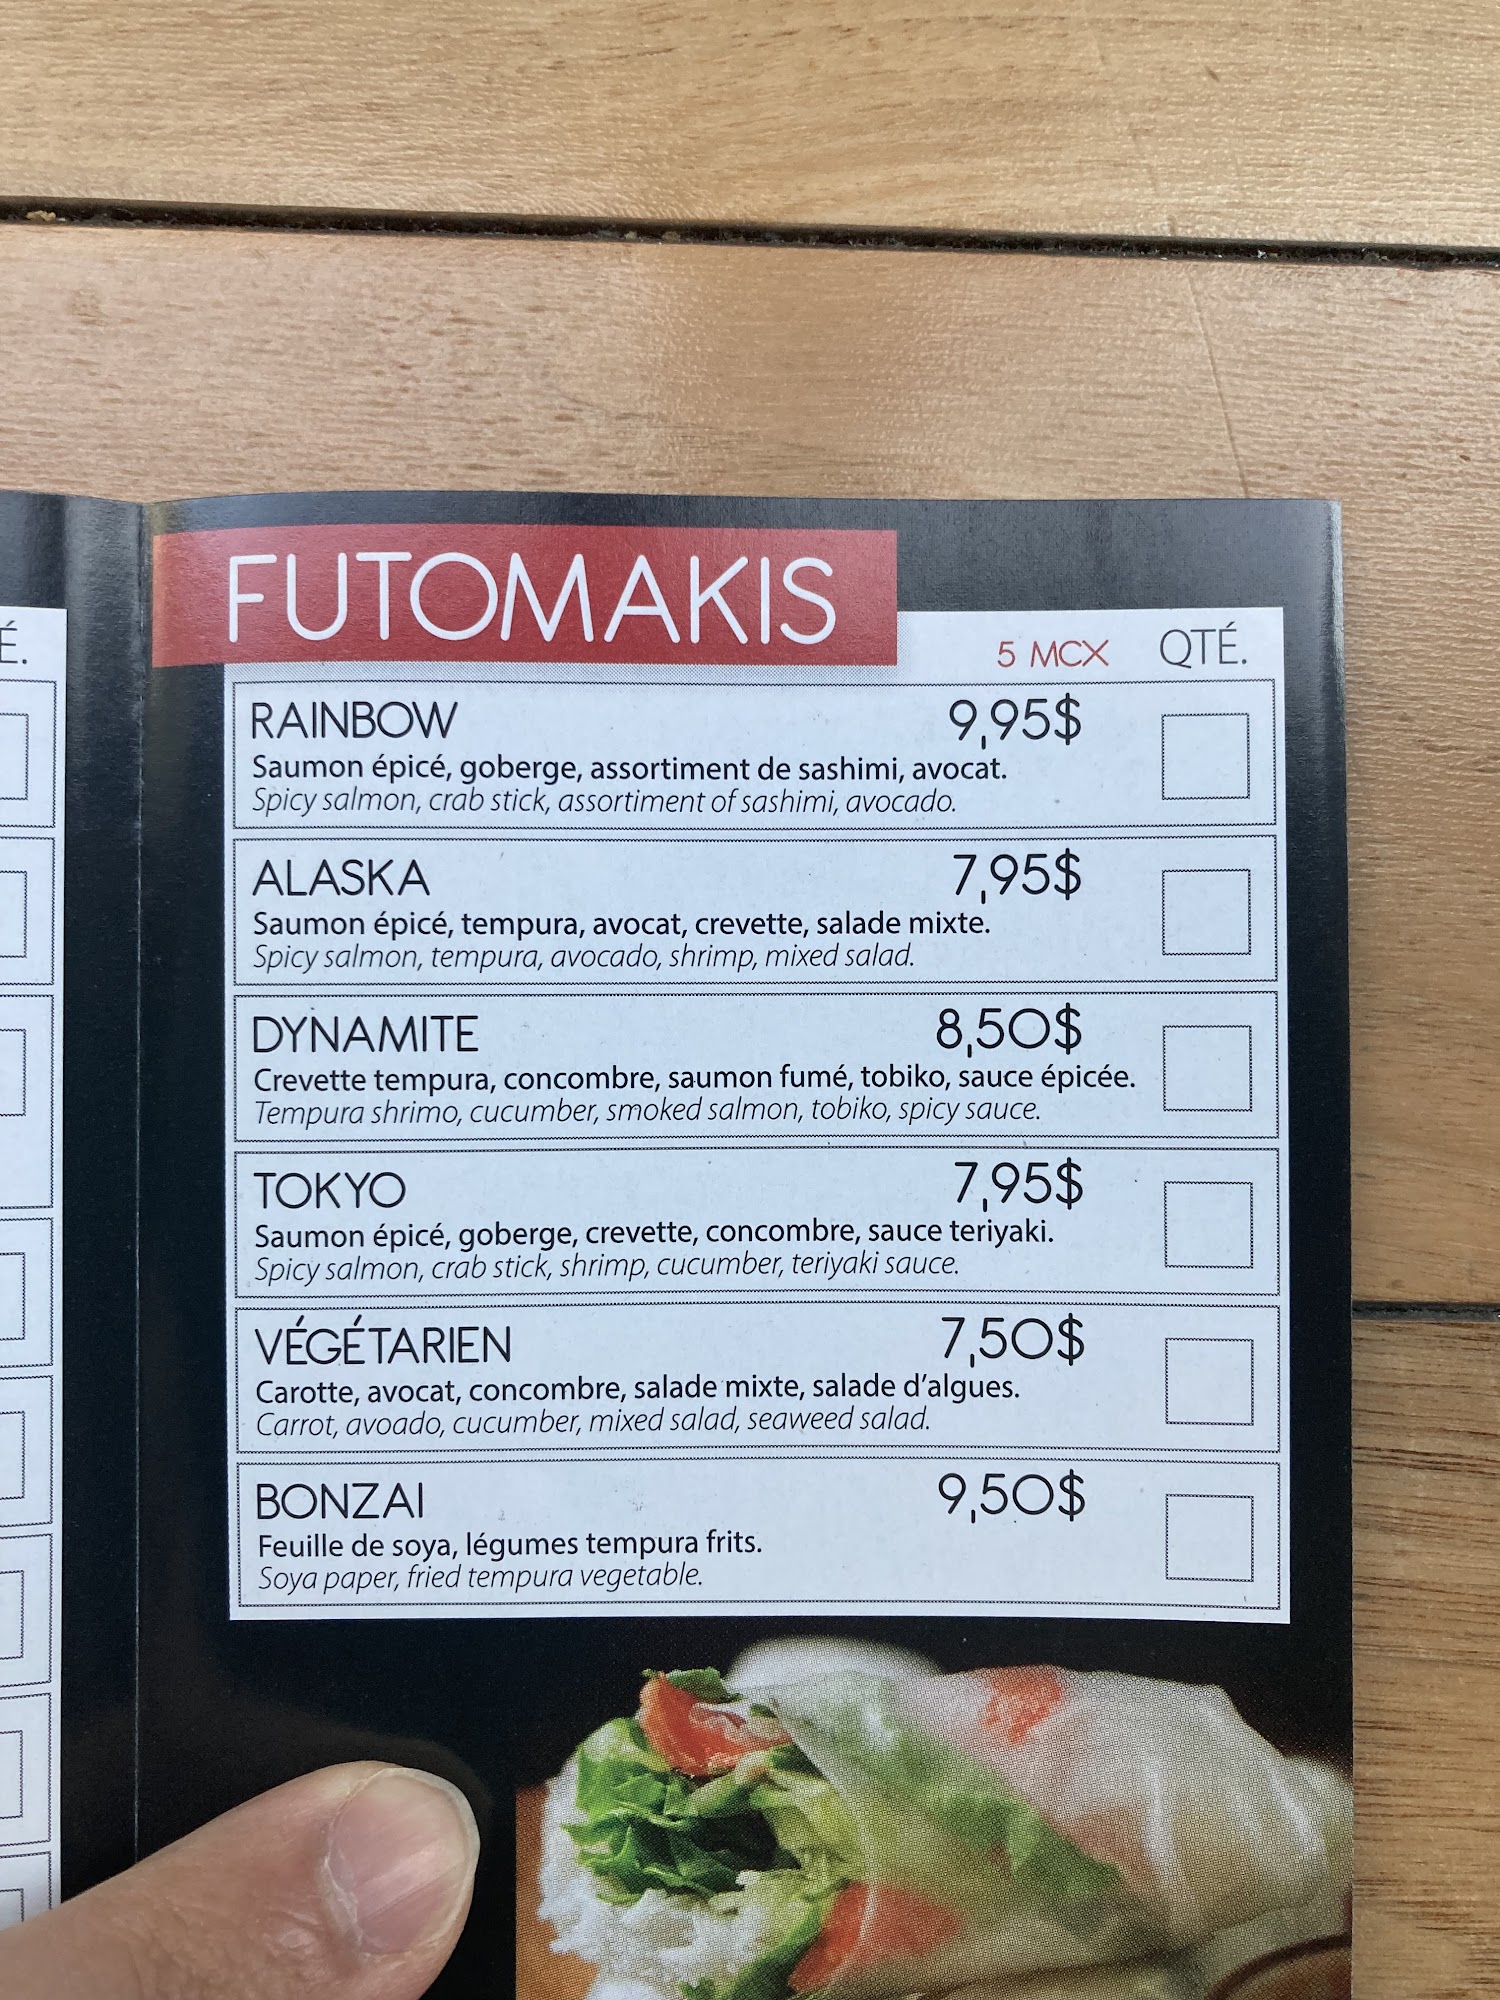 É.
FUTOMAKIS
5 MCX QTÉ.
RAINBOW 9,95$
Saumon épicé, goberge, assortiment de sashimi, avocat.
Spicy salmon, crab stick, assortiment of sashimi, avocado.
ALASKA 7,95$
Saumon épicé, tempura, avocat, crevette, salade mixte.
Spicy salmon, tempura, avocado, shrimp, mixed salad.
DYNAMITE 8,50$
Crevette tempura, concombre, saumon fumé, tobiko, sauce épicée.
Tempura shrimo, cucumber, smoked salmon, tobiko, spicy sauce.
TOKYO 7,95$
Saumon épicé, goberge, crevette, concombre, sauce teriyaki.
Spicy salmon, crab stick, shrimp, cucumber, teriyaki sauce.
VÉGÉTARIEN 7,50$
Carotte, avocat, concombre, salade mixte, salade d'algues.
Carrot, avoado, cucumber, mixed salad, seaweed salad.
BONZAI 9,50$
Feuille de soya, légumes tempura frits.
Soya paper, fried tempura vegetable.